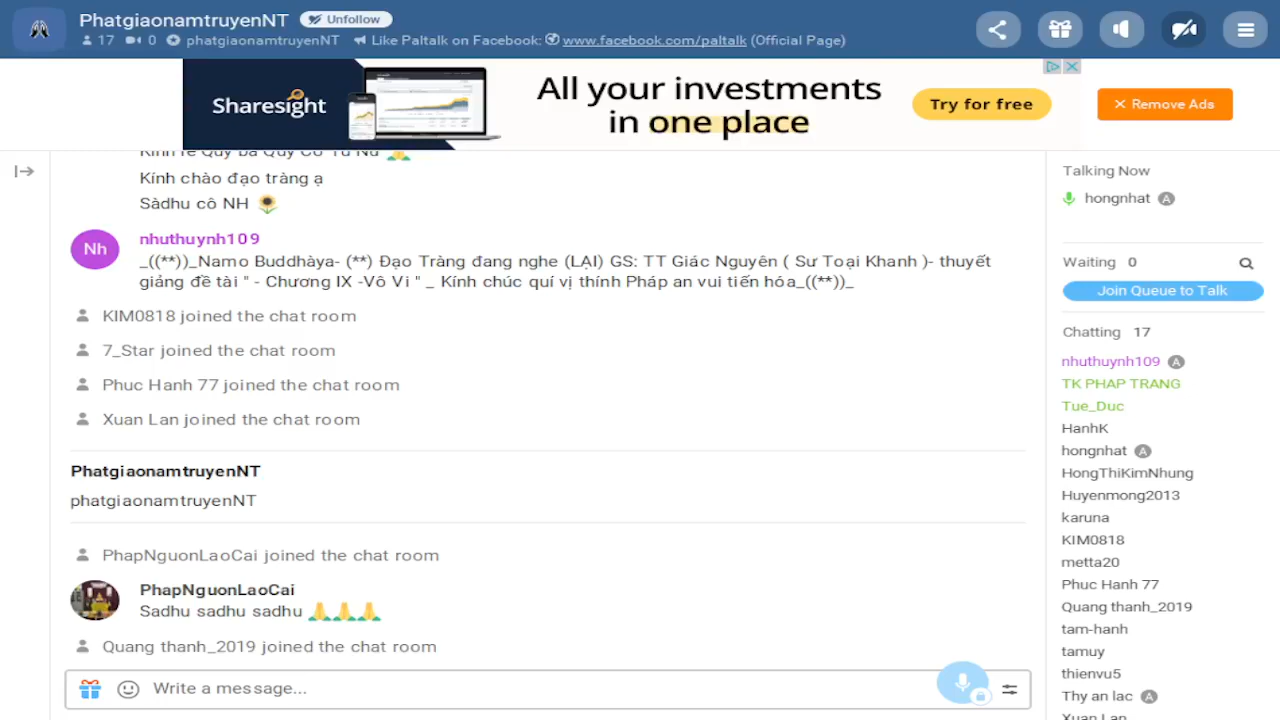 PhatgiaonamtruyenNT Unfollow
17 0 phatgiaonamtruyenNT Like Paltalk on Facebook: www.facebook.com/paltalk (Official Page)
Sharesight
All your investments
in one place
Try for free
Remove Ads
Kính chào đạo tràng ạ
Sàdhu cô NH
Nh
nhuthuynh109
_((**))_Namo Buddhàya- (**) Đạo Tràng đang nghe (LẠI) GS: TT Giác Nguyên ( Sư Toại Khanh )- thuyết
giảng đề tài " - Chương IX -Vô Vi " _ Kính chúc quí vị thính Pháp an vui tiến hóa_((**))_
KIM0818 joined the chat room
7_Star joined the chat room
Phuc Hanh 77 joined the chat room
Xuan Lan joined the chat room
PhatgiaonamtruyenNT
phatgiaonamtruyenNT
PhapNguonLaoCai joined the chat room
PhapNguonLaoCai
Sadhu sadhu sadhu
Quang thanh_2019 joined the chat room
Write a message...
Talking Now
hongnhat A
Waiting 0
Join Queue to Talk
Chatting 17
nhuthuynh109 A
TK PHAP TRANG
Tue_Duc
HanhK
hongnhat A
HongThiKimNhung
Huyenmong2013
karuna
KIM0818
metta20
Phuc Hanh 77
Quang thanh_2019
tam-hanh
tamuy
thienvu5
Thy an lac A
Xuan Lan